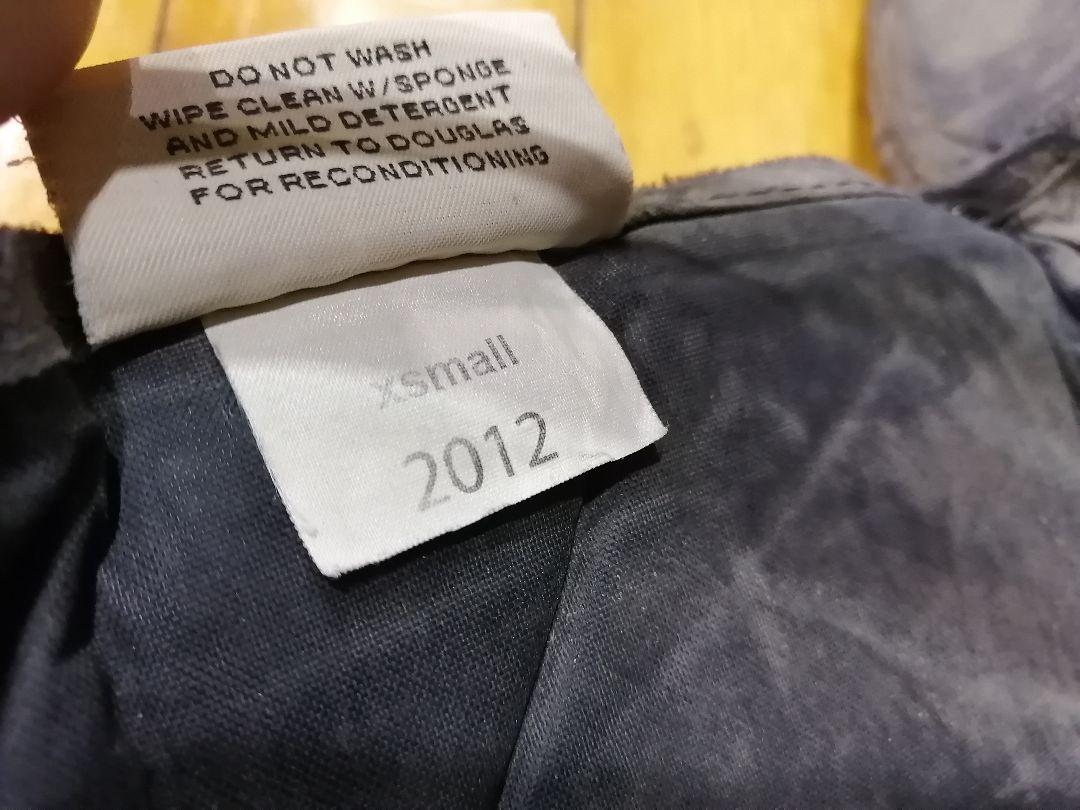 DO NOT WASH
WIPE CLEAN W/SPONGE
AND MILD DETERGENT
RETURN TO DOUGLAS
FOR RECONDITIONING
xsmall
2012